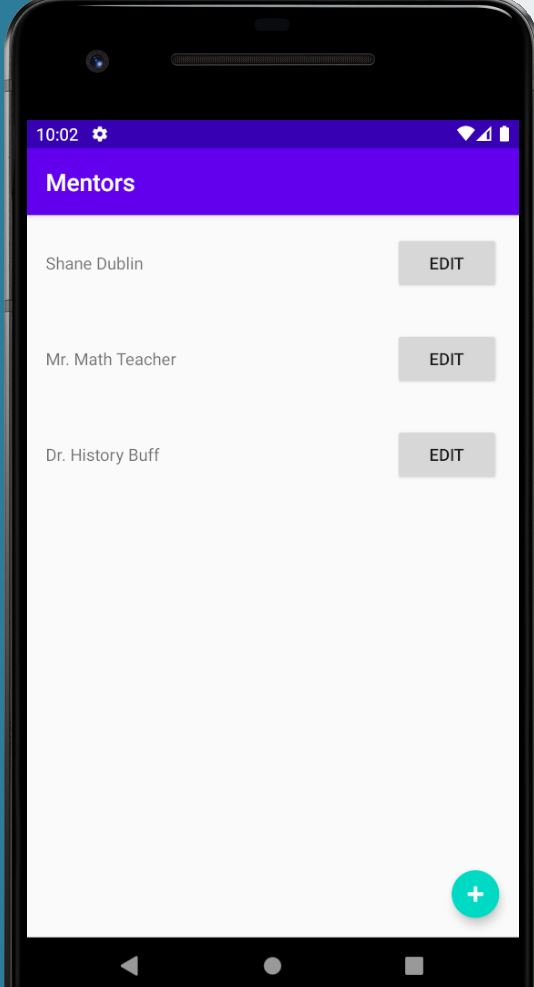 10:02
Mentors
Shane Dublin EDIT
Mr. Math Teacher EDIT
Dr. History Buff EDIT
+